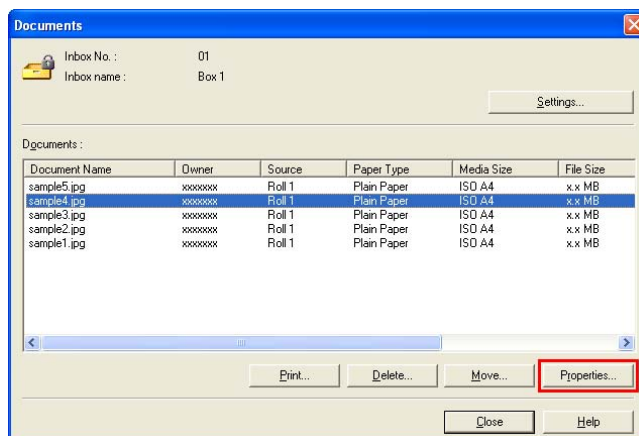 Documents
Inbox No. : 01
Inbox name : Box 1
Settings...
Documents :
Document Name Owner Source Paper Type Media Size File Size
sample5.jpg xxxxxxx Roll 1 Plain Paper ISO A4 x.x MB
sample4.jpg xxxxxxx Roll 1 Plain Paper ISO A4 x.x MB
sample3.jpg xxxxxxx Roll 1 Plain Paper ISO A4 x.x MB
sample2.jpg xxxxxxx Roll 1 Plain Paper ISO A4 x.x MB
sample1.jpg xxxxxxx Roll 1 Plain Paper ISO A4 x.x MB
Print... Delete... Move... Properties...
Close Help